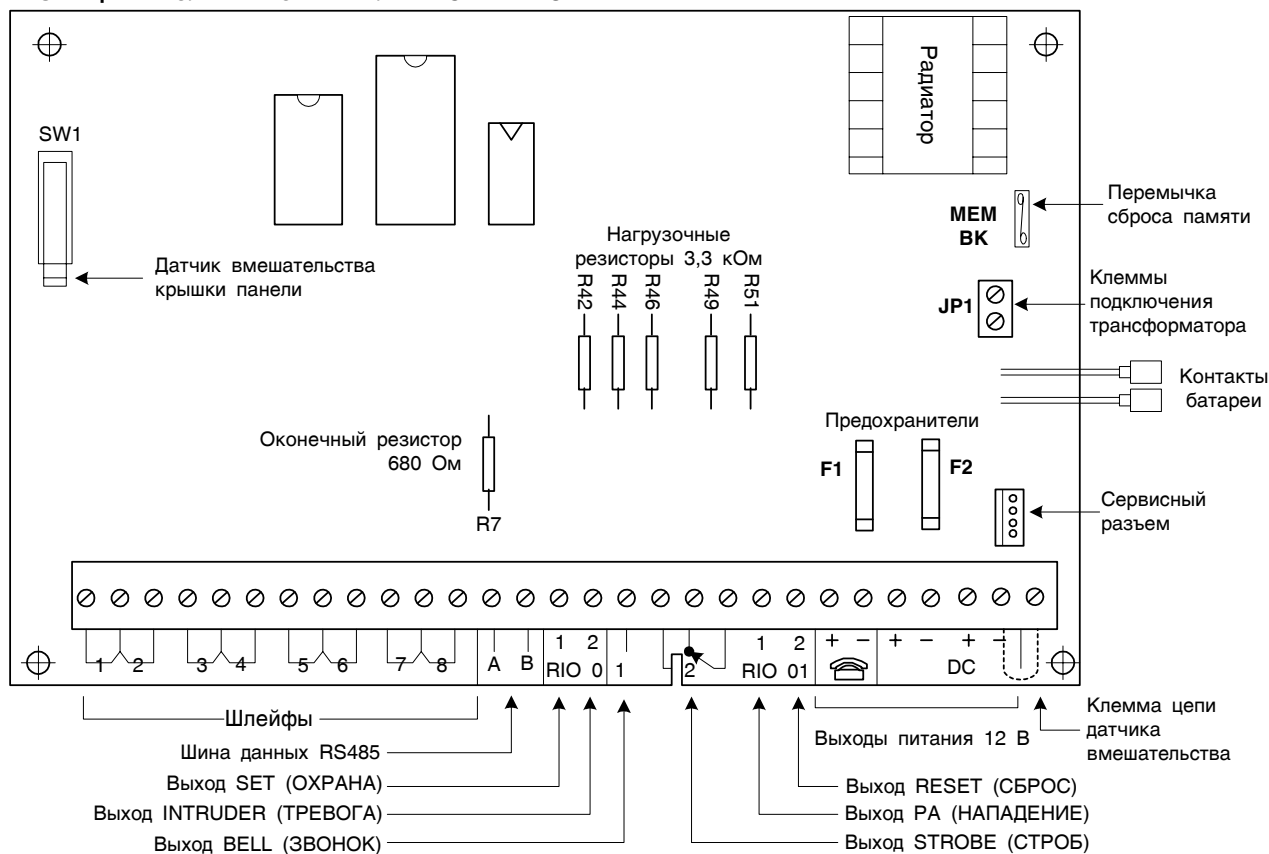 Радиатор
SW1
MEM
BK
Перемычка
сброса памяти
Датчик вмешательства
крышки панели
Нагрузочные
резисторы 3,3 кОм
R42
R44
R46
R49
R51
JP1
Клеммы
подключения
трансформатора
Контакты
батареи
Предохранители
F1
F2
Оконечный резистор
680 Ом
R7
Сервисный
разъем
1 2 3 4 5 6 7 8 A B
1 2
RIO 0
1
2
1 2
RIO 01
+ − + − + −
DC
Шлейфы
Шина данных RS485
Выход SET (ОХРАНА)
Выход INTRUDER (ТРЕВОГА)
Выход BELL (ЗВОНОК)
Выходы питания 12 В
Клемма цепи
датчика
вмешательства
Выход RESET (СБРОС)
Выход PA (НАПАДЕНИЕ)
Выход STROBE (СТРОБ)